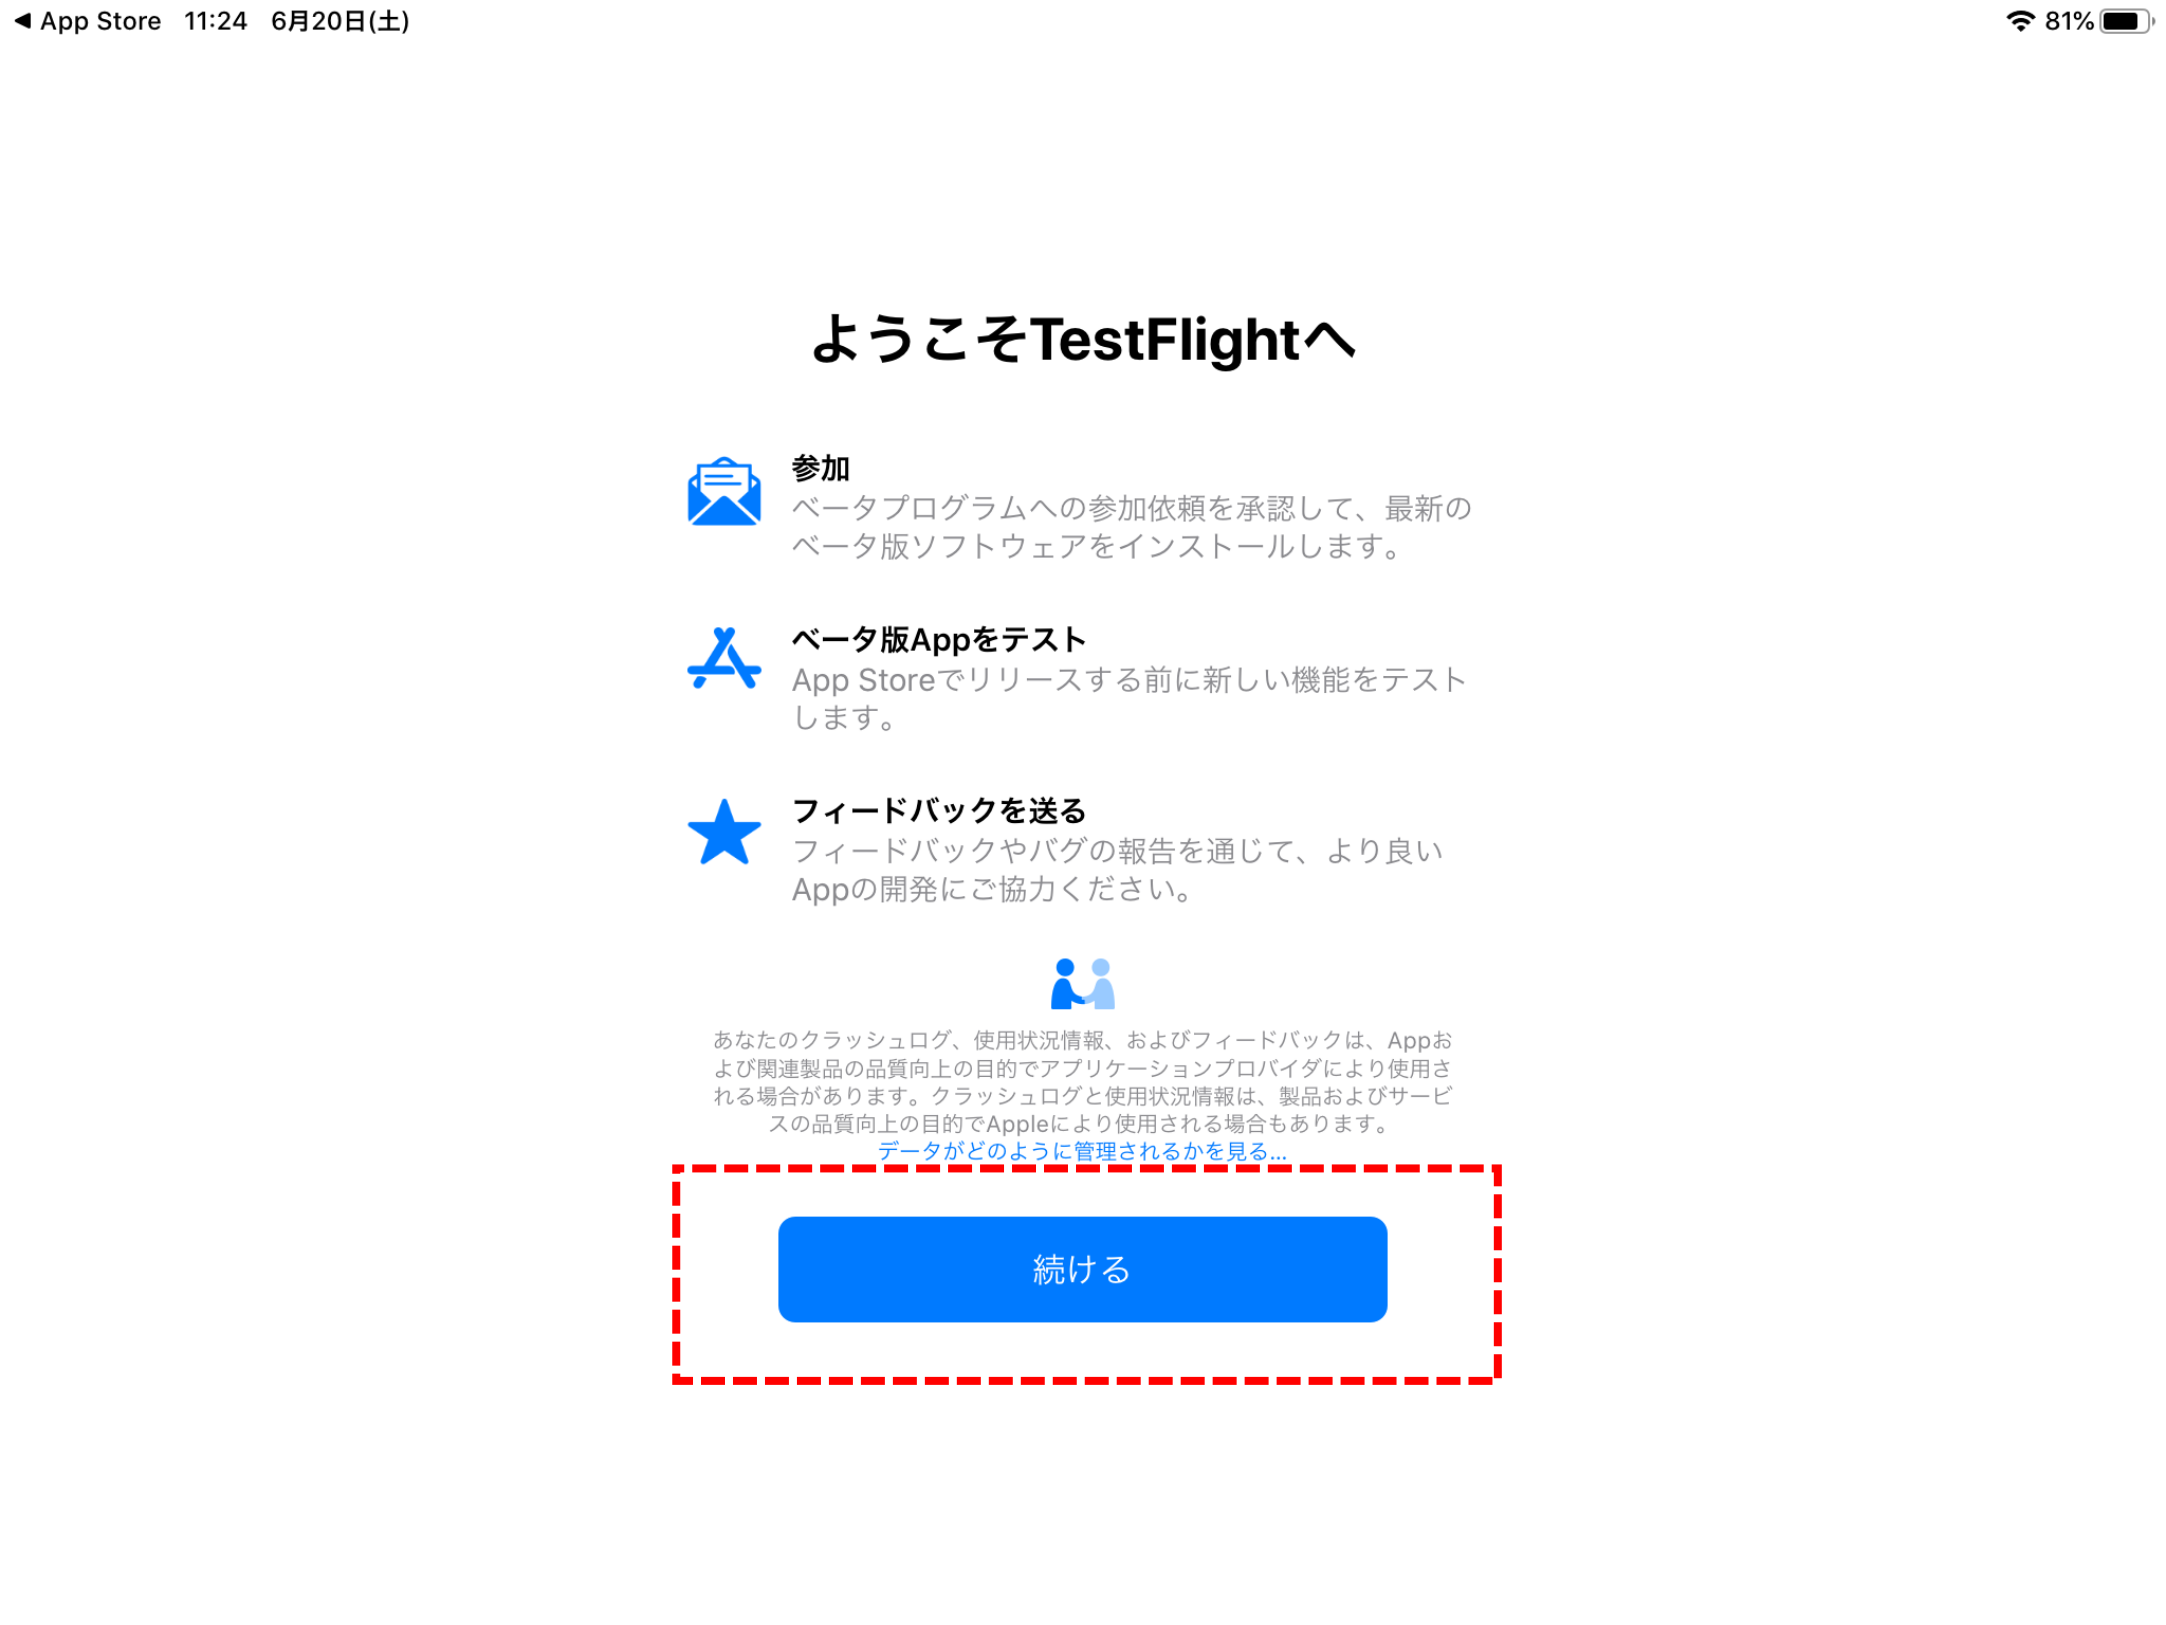 ◀ App Store 11:24 6月20日(土) 81%
ようこそTestFlightへ
参加
ベータプログラムへの参加依頼を承認して、最新の
ベータ版ソフトウェアをインストールします。
ベータ版Appをテスト
App Storeでリリースする前に新しい機能をテスト
します。
フィードバックを送る
フィードバックやバグの報告を通じて、より良い
Appの開発にご協力ください。
あなたのクラッシュログ、使用状況情報、およびフィードバックは、Appお
よび関連製品の品質向上の目的でアプリケーションプロバイダにより使用さ
れる場合があります。クラッシュログと使用状況情報は、製品およびサービ
スの品質向上の目的でAppleにより使用される場合もあります。
データがどのように管理されるかを見る...
続ける